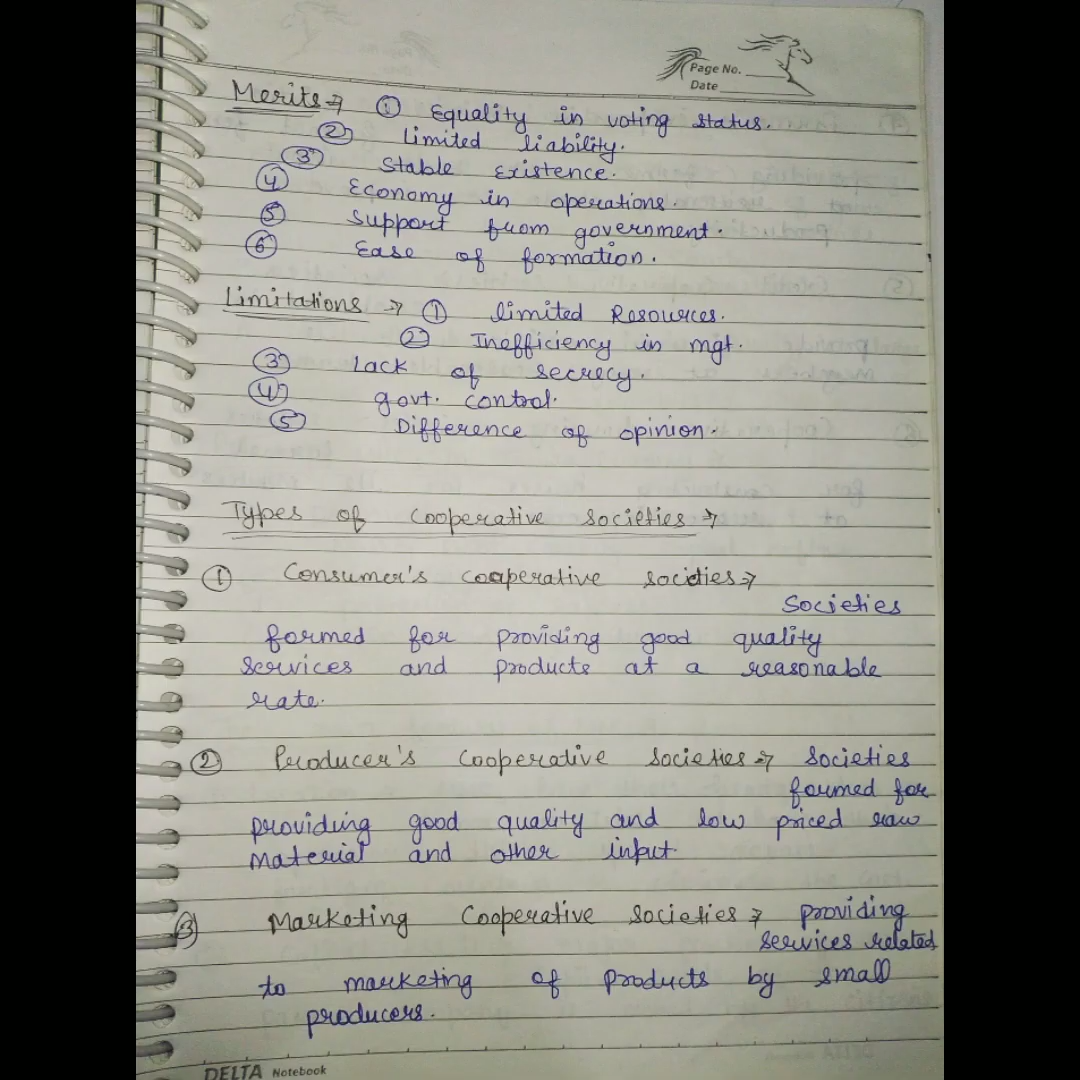 Page No.
Date
Merits → ① Equality in voting status.
② Limited liability.
③ Stable existence.
④ Economy in operations.
⑤ Support from government.
⑥ Ease of formation.
Limitations → ① limited Resources.
② Inefficiency in mgt.
③ Lack of secrecy.
④ govt. control.
⑤ Difference of opinion.
Types of cooperative societies →
① Consumer's cooperative societies →
Societies
formed for providing good quality
services and products at a reasonable
rate.
② Producer's Cooperative Societies → Societies
formed for
providing good quality and low priced raw
material and other input
③ Marketing Cooperative Societies → providing
services related
to marketing of products by small
producers.
DELTA Notebook